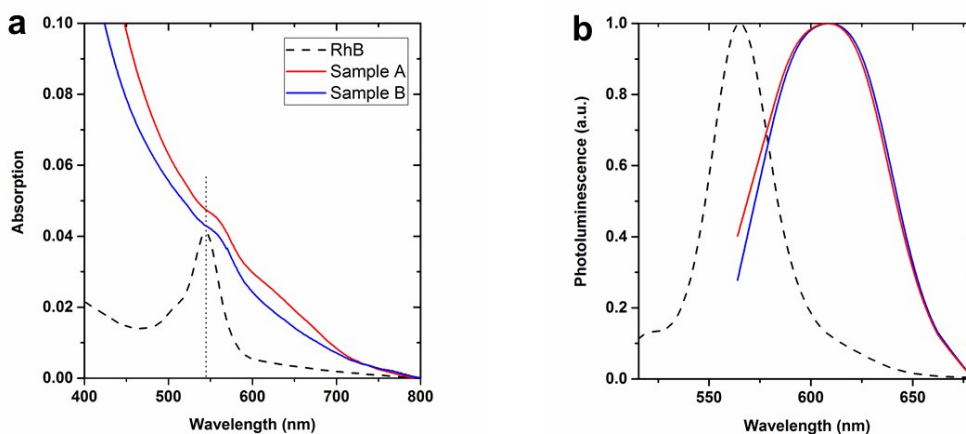 a
0.10
0.08
0.06
0.04
0.02
0.00
Absorption
400 500 600 700 800
Wavelength (nm)
RhB
Sample A
Sample B
b
1.0
0.8
0.6
0.4
0.2
0.0
Photoluminescence (a.u.)
550 600 650
Wavelength (nm)